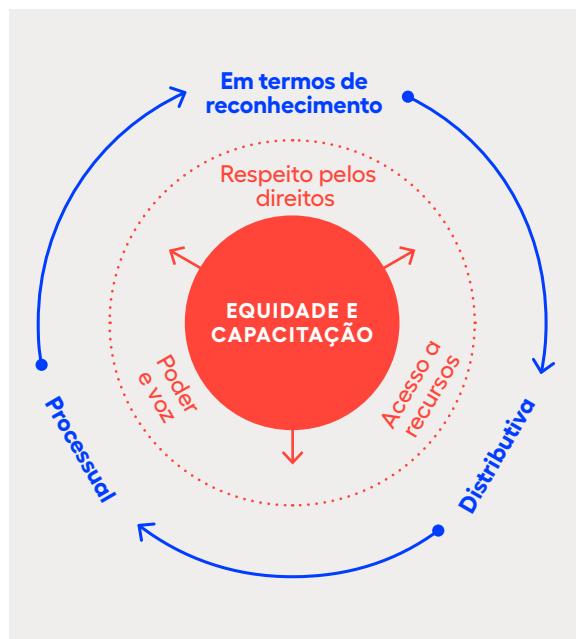 Em termos de
reconhecimento
Respeito pelos
direitos
EQUIDADE E
CAPACITAÇÃO
Poder
e voz
Acesso a
recursos
Processual
Distributiva